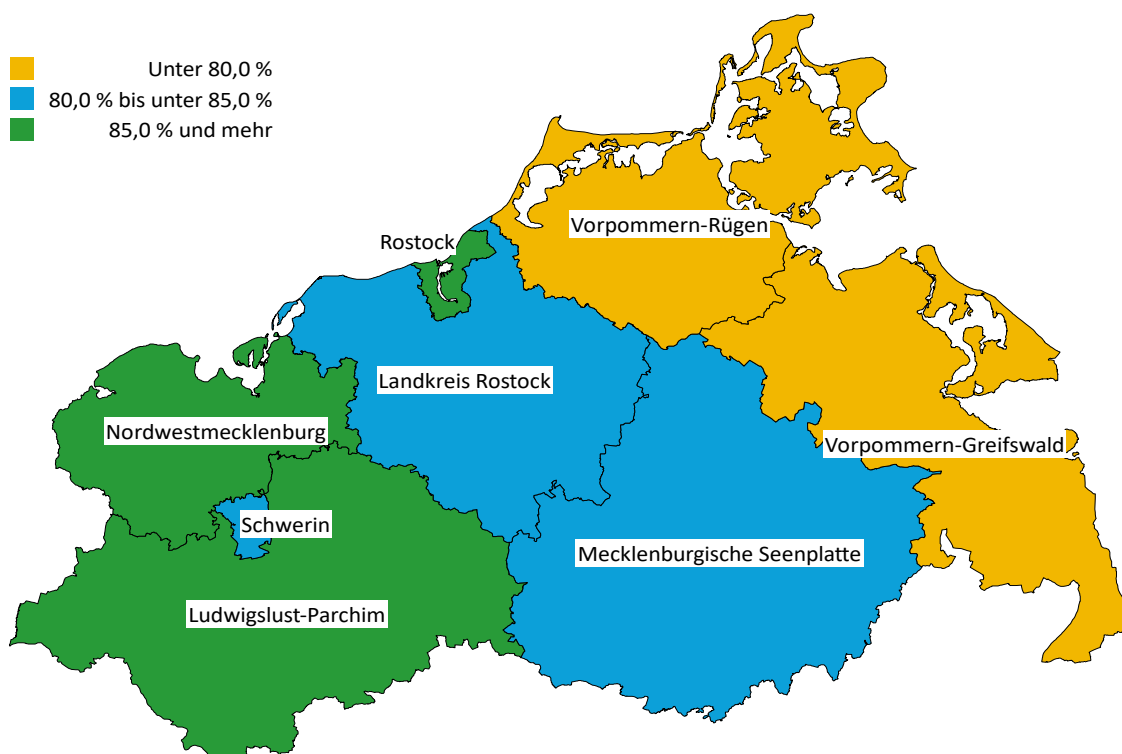 Unter 80,0 %
80,0 % bis unter 85,0 %
85,0 % und mehr
Vorpommern-Rügen
Rostock
Landkreis Rostock
Nordwestmecklenburg
Vorpommern-Greifswald
Schwerin
Mecklenburgische Seenplatte
Ludwigslust-Parchim